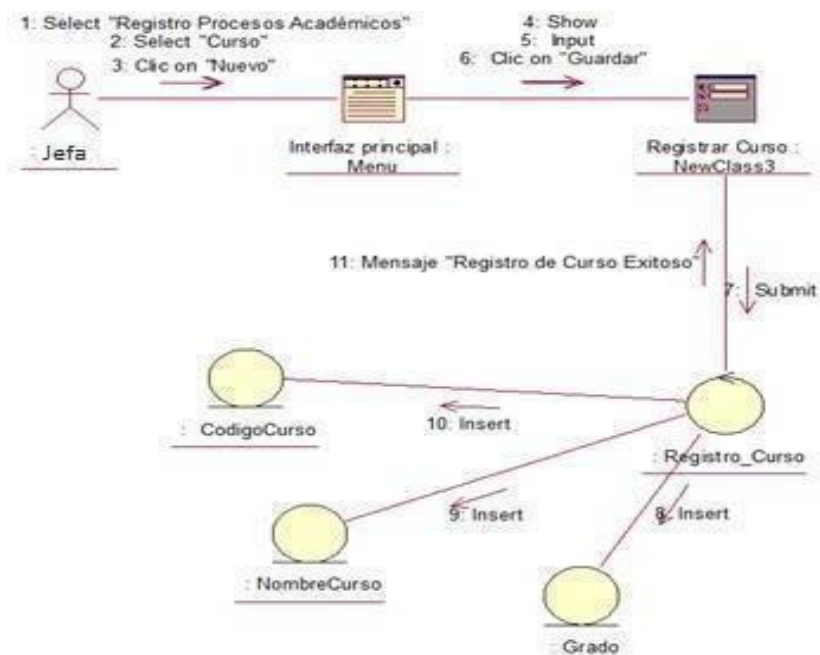 1: Select "Registro Procesos Académicos"
2: Select "Curso"
3: Clic on "Nuevo"
4: Show
5: Input
6: Clic on "Guardar"
: Jefa
Interfaz principal :
Menu
Registrar Curso :
NewClass3
11: Mensaje "Registro de Curso Exitoso"
7: Submit
: CodigoCurso
10: Insert
: Registro_Curso
9: Insert
8: Insert
: NombreCurso
: Grado